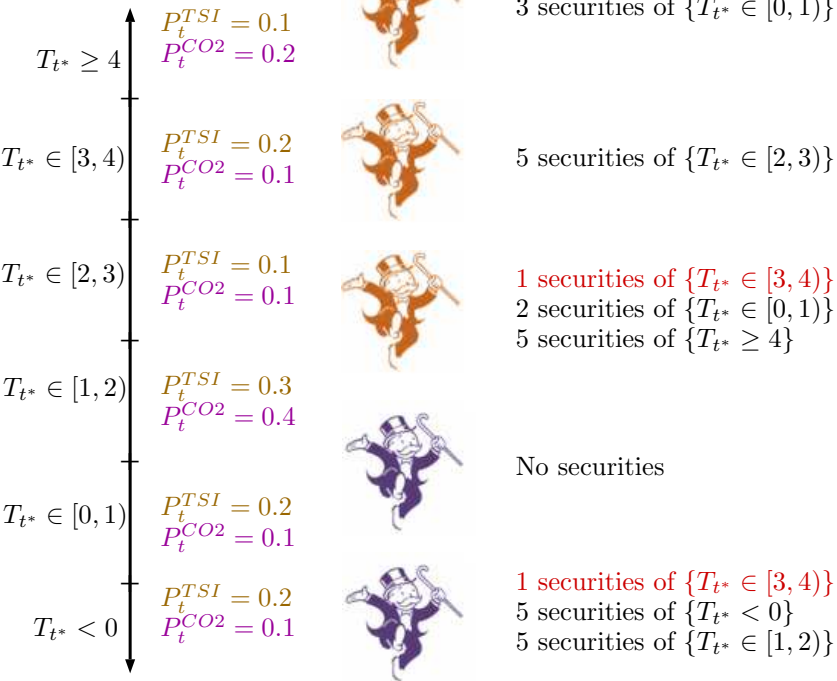 3 securities of {T_{t*} ∈ [0, 1)}
P_t^{TSI} = 0.1
P_t^{CO2} = 0.2
T_{t*} ≥ 4
P_t^{TSI} = 0.2
P_t^{CO2} = 0.1
T_{t*} ∈ [3, 4)
5 securities of {T_{t*} ∈ [2, 3)}
P_t^{TSI} = 0.1
P_t^{CO2} = 0.1
T_{t*} ∈ [2, 3)
1 securities of {T_{t*} ∈ [3, 4)}
2 securities of {T_{t*} ∈ [0, 1)}
5 securities of {T_{t*} ≥ 4}
P_t^{TSI} = 0.3
P_t^{CO2} = 0.4
T_{t*} ∈ [1, 2)
No securities
P_t^{TSI} = 0.2
P_t^{CO2} = 0.1
T_{t*} ∈ [0, 1)
P_t^{TSI} = 0.2
P_t^{CO2} = 0.1
T_{t*} < 0
1 securities of {T_{t*} ∈ [3, 4)}
5 securities of {T_{t*} < 0}
5 securities of {T_{t*} ∈ [1, 2)}